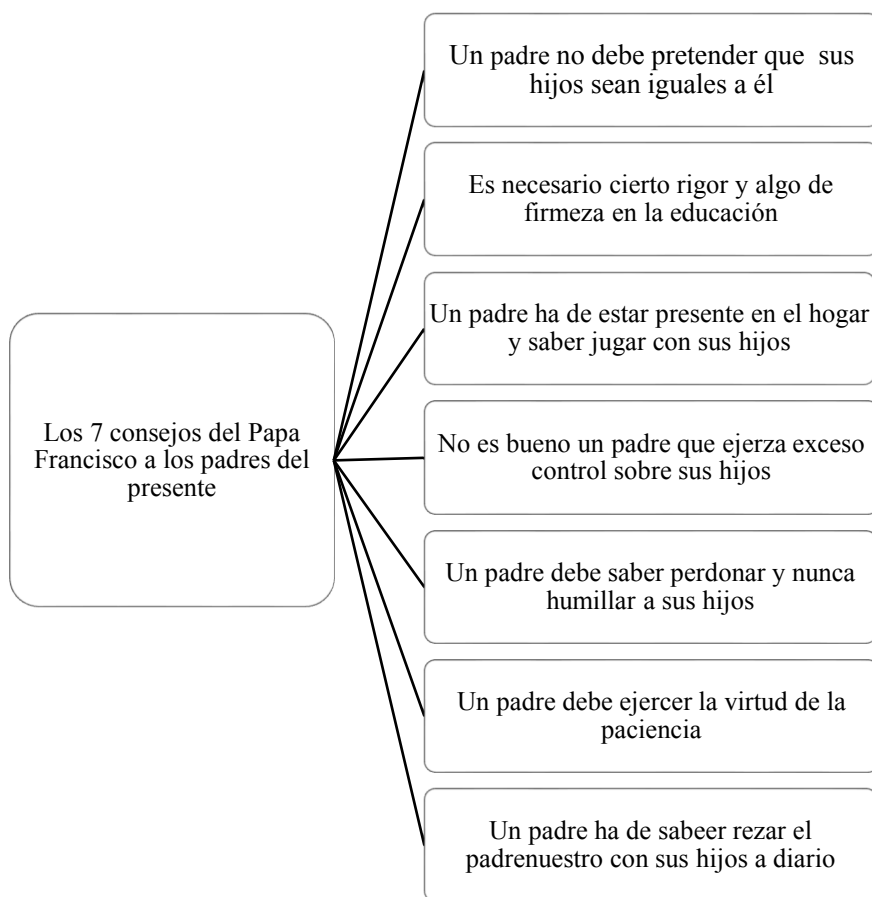 Los 7 consejos del Papa
Francisco a los padres del
presente
Un padre no debe pretender que  sus
hijos sean iguales a él
Es necesario cierto rigor y algo de
firmeza en la educación
Un padre ha de estar presente en el hogar
y saber jugar con sus hijos
No es bueno un padre que ejerza exceso
control sobre sus hijos
Un padre debe saber perdonar y nunca
humillar a sus hijos
Un padre debe ejercer la virtud de la
paciencia
Un padre ha de sabeer rezar el
padrenuestro con sus hijos a diario